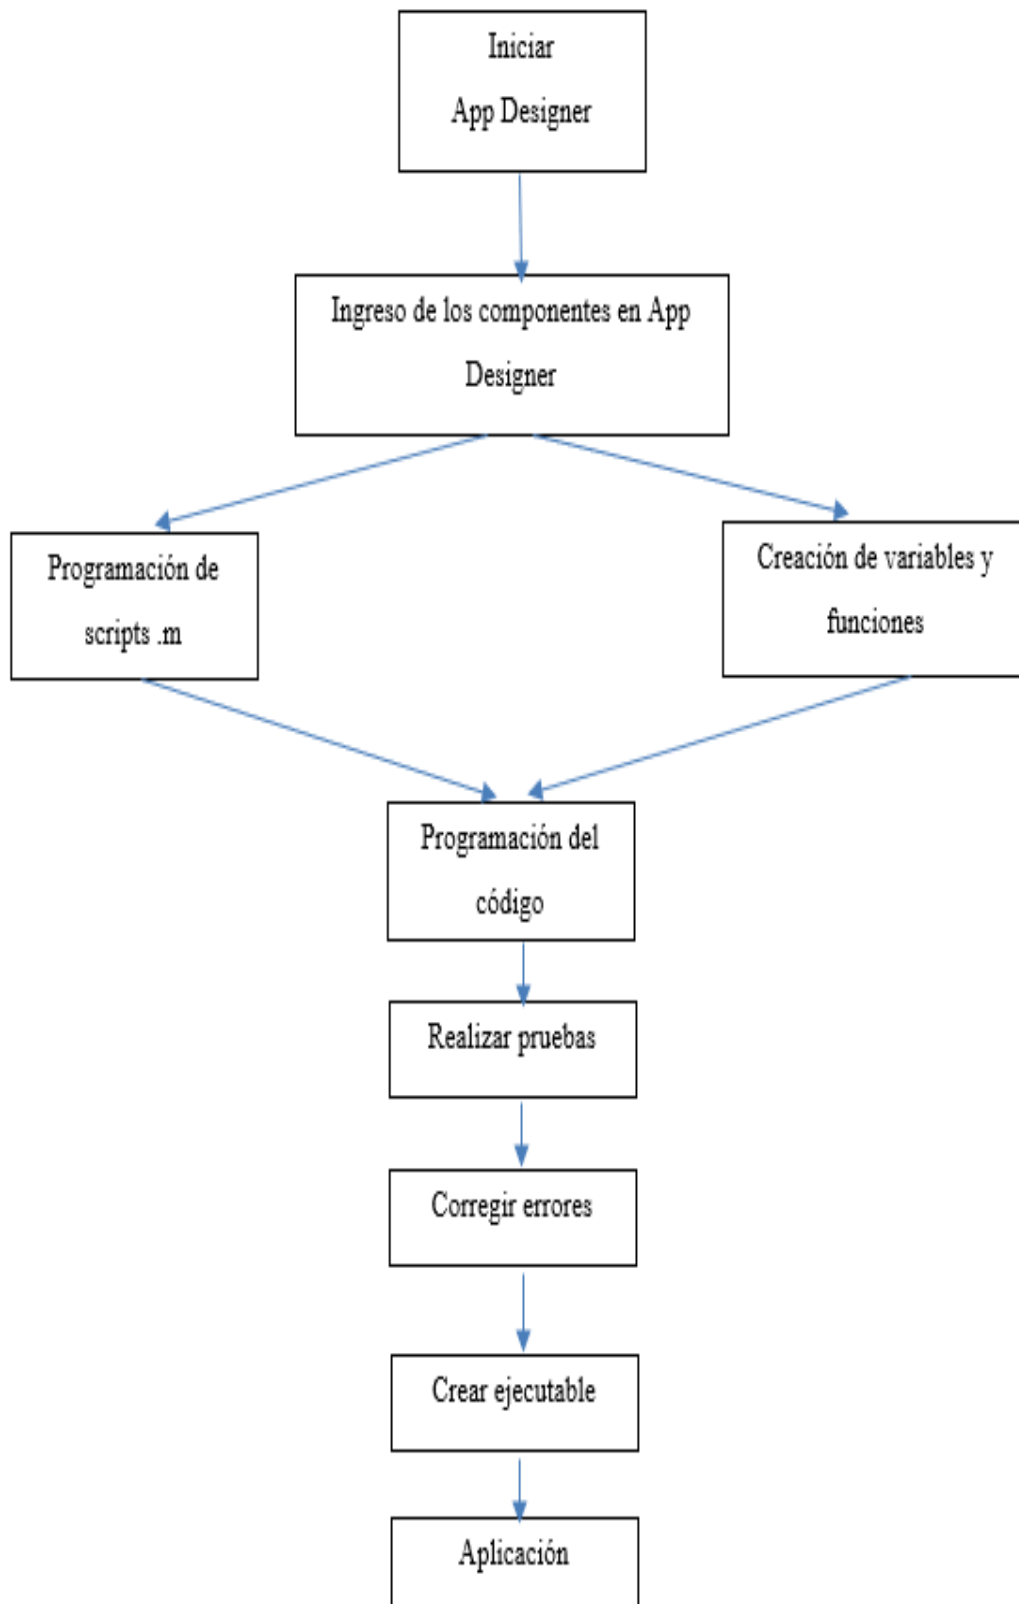 Iniciar
App Designer
Ingreso de los componentes en App
Designer
Programación de
scripts .m
Creación de variables y
funciones
Programación del
código
Realizar pruebas
Corregir errores
Crear ejecutable
Aplicación